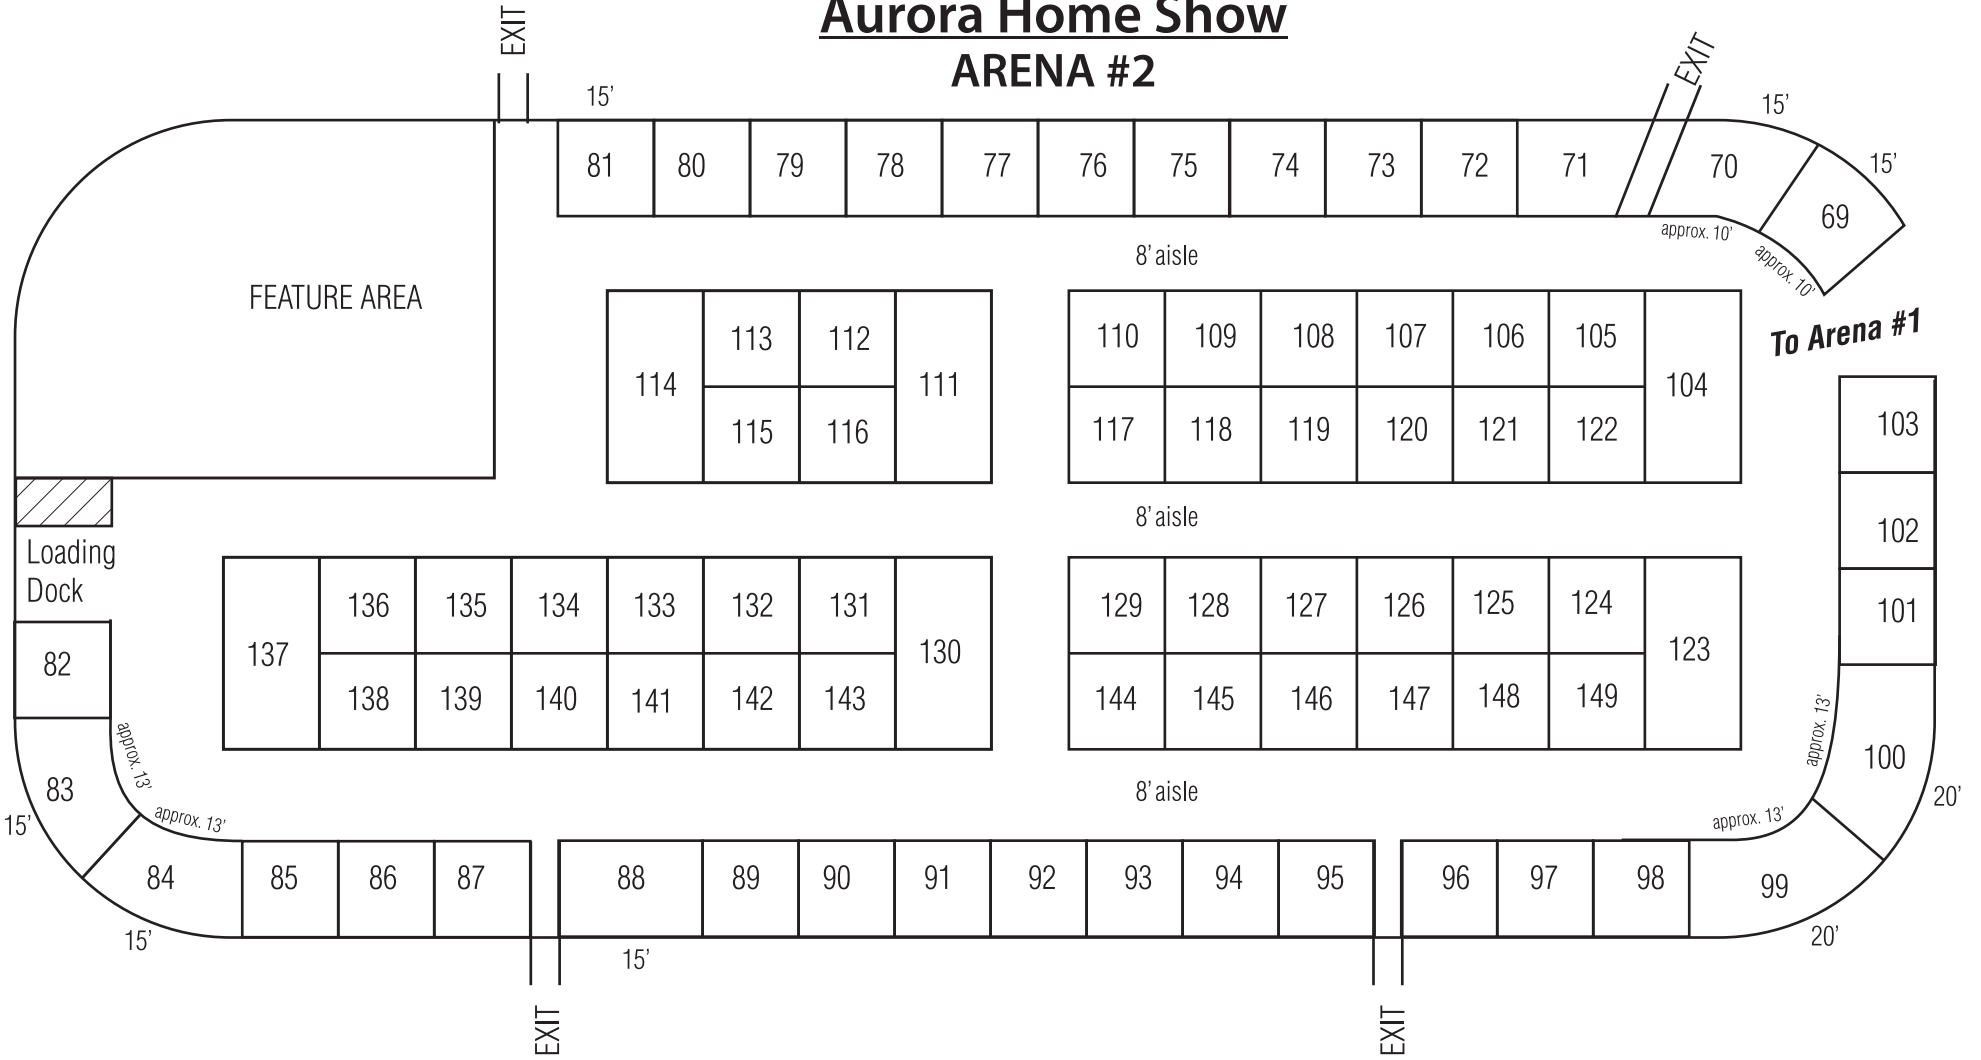 Aurora Home Show
ARENA #2
EXIT
EXIT
15'
15'
15'
81 80 79 78 77 76 75 74 73 72 71 70
69
approx. 10'
approx. 10'
8' aisle
FEATURE AREA
To Arena #1
113 112
110 109 108 107 106 105
114 111 104
115 116
117 118 119 120 121 122
103
8' aisle
102
Loading
Dock
101
136 135 134 133 132 131
129 128 127 126 125 124
137 130 123
138 139 140 141 142 143
144 145 146 147 148 149
82
approx. 13'
approx. 13'
83
100
15'
20'
8' aisle
approx. 13'
approx. 13'
84 85 86 87 88 89 90 91 92 93 94 95 96 97 98 99
15'
15'
20'
EXIT
EXIT